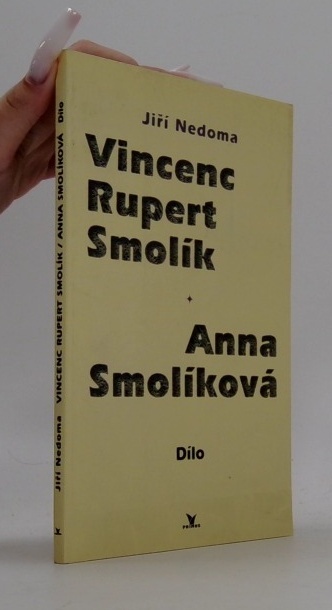 Jiří Nedoma
Vincenc
Rupert
Smolík
+
Anna
Smolíková
Dílo
PRIMUS
Jiří Nedoma VINCENC RUPERT SMOLÍK / ANNA SMOLÍKOVÁ Dílo